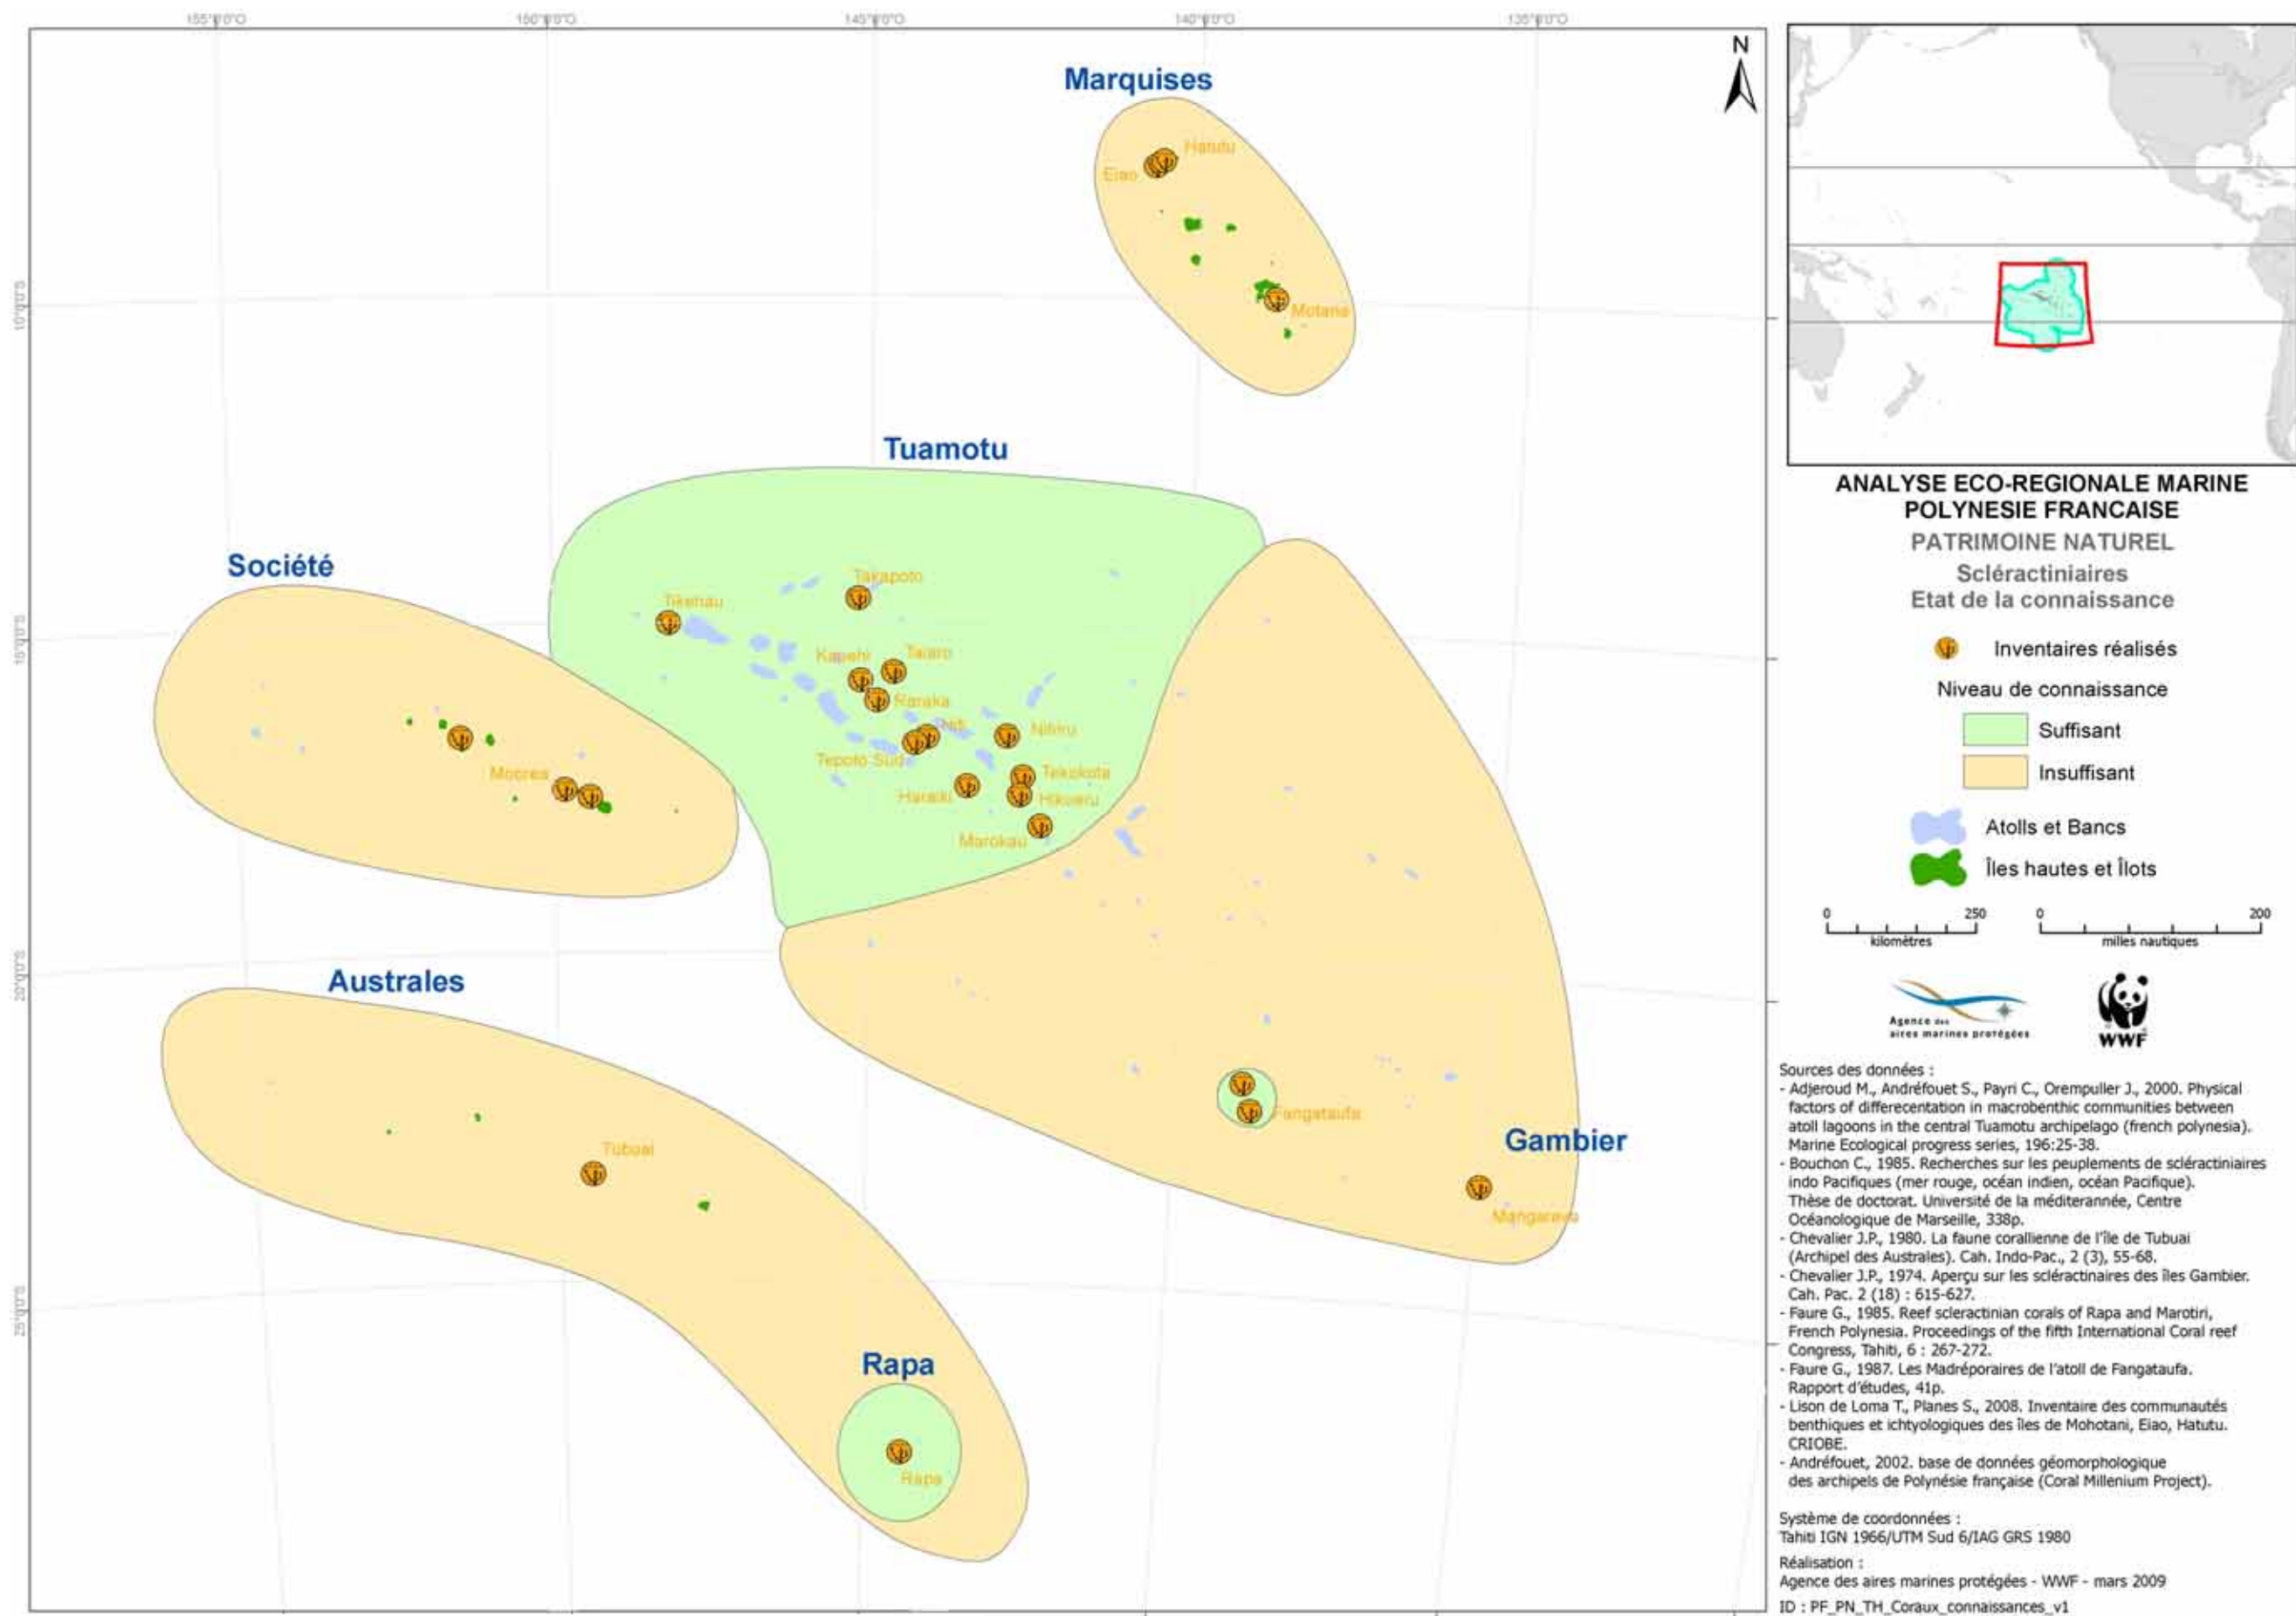 155°0'0"O
150°0'0"O
145°0'0"O
140°0'0"O
135°0'0"O
10°0'0"S
15°0'0"S
20°0'0"S
25°0'0"S
N
Marquises
Hatutu
Eiao
Motane
Tuamotu
Takapoto
Tikehau
Kauehi
Taiaro
Raraka
Nihiru
Tepoto Sud
Tekokota
Haraiki
Hikueru
Marokau
Société
Moorea
Australes
Tubuai
Fangataufa
Gambier
Mangareva
Rapa
Rapa
ANALYSE ECO-REGIONALE MARINE
POLYNESIE FRANCAISE
PATRIMOINE NATUREL
Scléractiniaires
Etat de la connaissance
Inventaires réalisés
Niveau de connaissance
Suffisant
Insuffisant
Atolls et Bancs
Îles hautes et Îlots
0 250
kilomètres
0 200
milles nautiques
Agence des
aires marines protégées
WWF
Sources des données :
- Adjeroud M., Andréfouet S., Payri C., Orempuller J., 2000. Physical
factors of differecentation in macrobenthic communities between
atoll lagoons in the central Tuamotu archipelago (french polynesia).
Marine Ecological progress series, 196:25-38.
- Bouchon C., 1985. Recherches sur les peuplements de scléractiniaires
indo Pacifiques (mer rouge, océan indien, océan Pacifique).
Thèse de doctorat. Université de la méditerannée, Centre
Océanologique de Marseille, 338p.
- Chevalier J.P., 1980. La faune corallienne de l'île de Tubuai
(Archipel des Australes). Cah. Indo-Pac., 2 (3), 55-68.
- Chevalier J.P., 1974. Aperçu sur les scléractinaires des îles Gambier.
Cah. Pac. 2 (18) : 615-627.
- Faure G., 1985. Reef scleractinian corals of Rapa and Marotiri,
French Polynesia. Proceedings of the fifth International Coral reef
Congress, Tahiti, 6 : 267-272.
- Faure G., 1987. Les Madréporaires de l'atoll de Fangataufa.
Rapport d'études, 41p.
- Lison de Loma T., Planes S., 2008. Inventaire des communautés
benthiques et ichtyologiques des îles de Mohotani, Eiao, Hatutu.
CRIOBE.
- Andréfouet, 2002. base de données géomorphologique
des archipels de Polynésie française (Coral Millenium Project).
Système de coordonnées :
Tahiti IGN 1966/UTM Sud 6/IAG GRS 1980
Réalisation :
Agence des aires marines protégées - WWF - mars 2009
ID : PF_PN_TH_Coraux_connaissances_v1